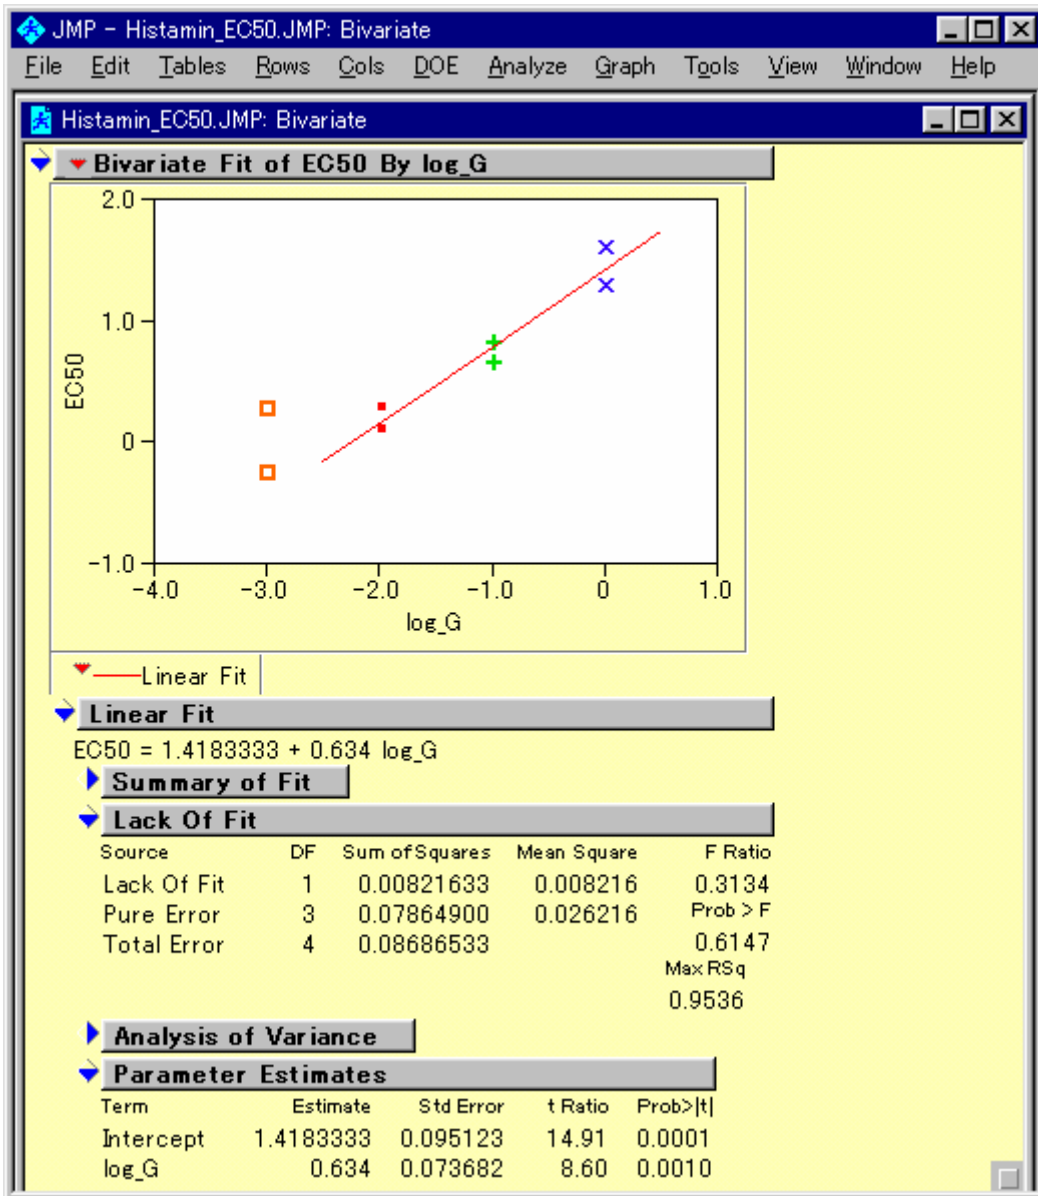 JMP - Histamin_EC50.JMP: Bivariate
File Edit Tables Rows Cols DOE Analyze Graph Tools View Window Help
Histamin_EC50.JMP: Bivariate
Bivariate Fit of EC50 By log_G
2.0
1.0
0
-1.0
EC50
-4.0 -3.0 -2.0 -1.0 0 1.0
log_G
Linear Fit
Linear Fit
EC50 = 1.4183333 + 0.634 log_G
Summary of Fit
Lack Of Fit
Source DF Sum of Squares Mean Square F Ratio
Lack Of Fit 1 0.00821633 0.008216 0.3134
Pure Error 3 0.07864900 0.026216 Prob > F
Total Error 4 0.08686533 0.6147
Max RSq
0.9536
Analysis of Variance
Parameter Estimates
Term Estimate Std Error t Ratio Prob>|t|
Intercept 1.4183333 0.095123 14.91 0.0001
log_G 0.634 0.073682 8.60 0.0010